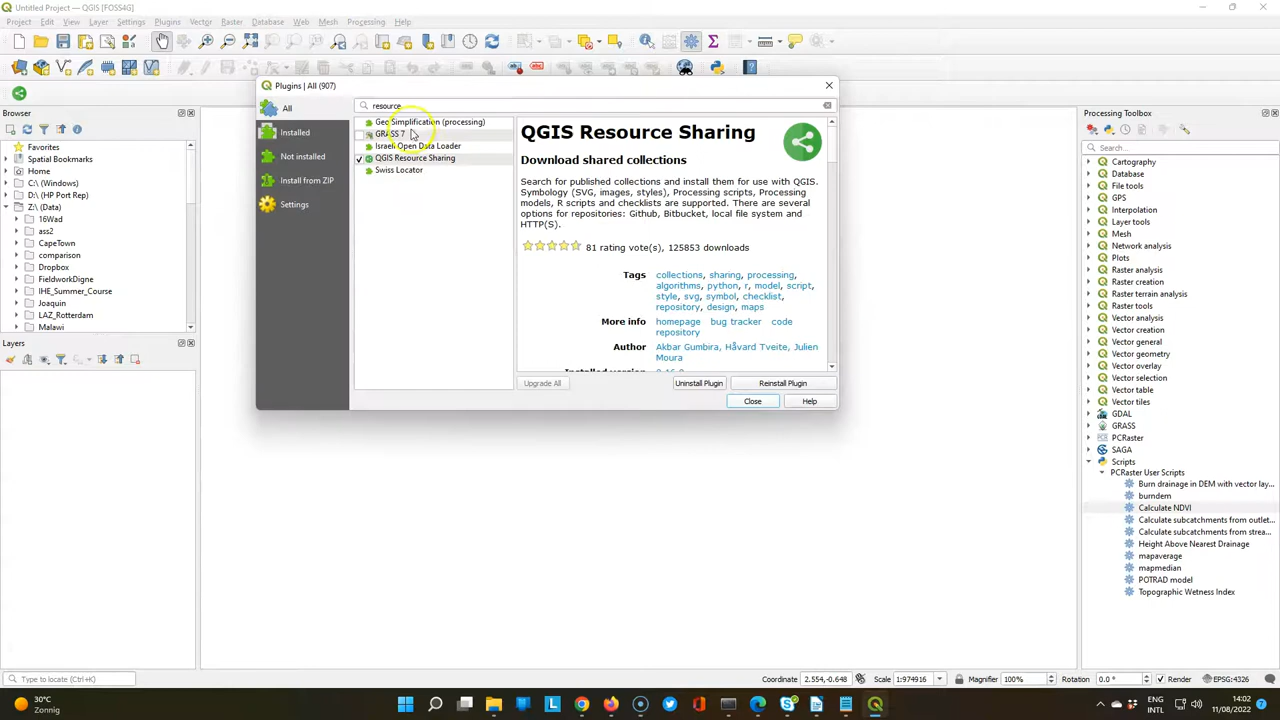 Untitled Project — QGIS [FOSS4G]
Project Edit View Layer Settings Plugins Vector Raster Database Web Mesh Processing Help
Browser
Favorites
Spatial Bookmarks
Home
C:\ (Windows)
D:\ (HP Port Rep)
Z:\ (Data)
16Wad
ass2
CapeTown
comparison
Dropbox
FieldworkDigne
IHE_Summer_Course
Joaquin
LAZ_Rotterdam
Malawi
Layers
Plugins | All (907)
All
Installed
Not installed
Install from ZIP
Settings
resource
Geo Simplification (processing)
GRASS 7
Israeli Open Data Loader
QGIS Resource Sharing
Swiss Locator
QGIS Resource Sharing
Download shared collections
Search for published collections and install them for use with QGIS.
Symbology (SVG, images, styles), Processing scripts, Processing
models, R scripts and checklists are supported. There are several
options for repositories: Github, Bitbucket, local file system and
HTTP(S).
81 rating vote(s), 125853 downloads
Tags collections, sharing, processing,
algorithms, python, r, model, script,
style, svg, symbol, checklist,
repository, design, maps
More info homepage bug tracker code
repository
Author Akbar Gumbira, Håvard Tveite, Julien
Moura
Upgrade All Uninstall Plugin Reinstall Plugin
Close Help
Processing Toolbox
Search...
Cartography
Database
File tools
GPS
Interpolation
Layer tools
Mesh
Network analysis
Plots
Raster analysis
Raster creation
Raster terrain analysis
Raster tools
Vector analysis
Vector creation
Vector general
Vector geometry
Vector overlay
Vector selection
Vector table
Vector tiles
GDAL
GRASS
PCRaster
SAGA
Scripts
PCRaster User Scripts
Burn drainage in DEM with vector lay...
burndem
Calculate NDVI
Calculate subcatchments from outlet...
Calculate subcatchments from strea...
Height Above Nearest Drainage
mapaverage
mapmedian
POTRAD model
Topographic Wetness Index
Type to locate (Ctrl+K) Coordinate 2.554,-0.648 Scale 1:974916 Magnifier 100% Rotation 0.0 ° Render EPSG:4326
30°C
Zonnig
ENG
INTL
14:02
11/08/2022